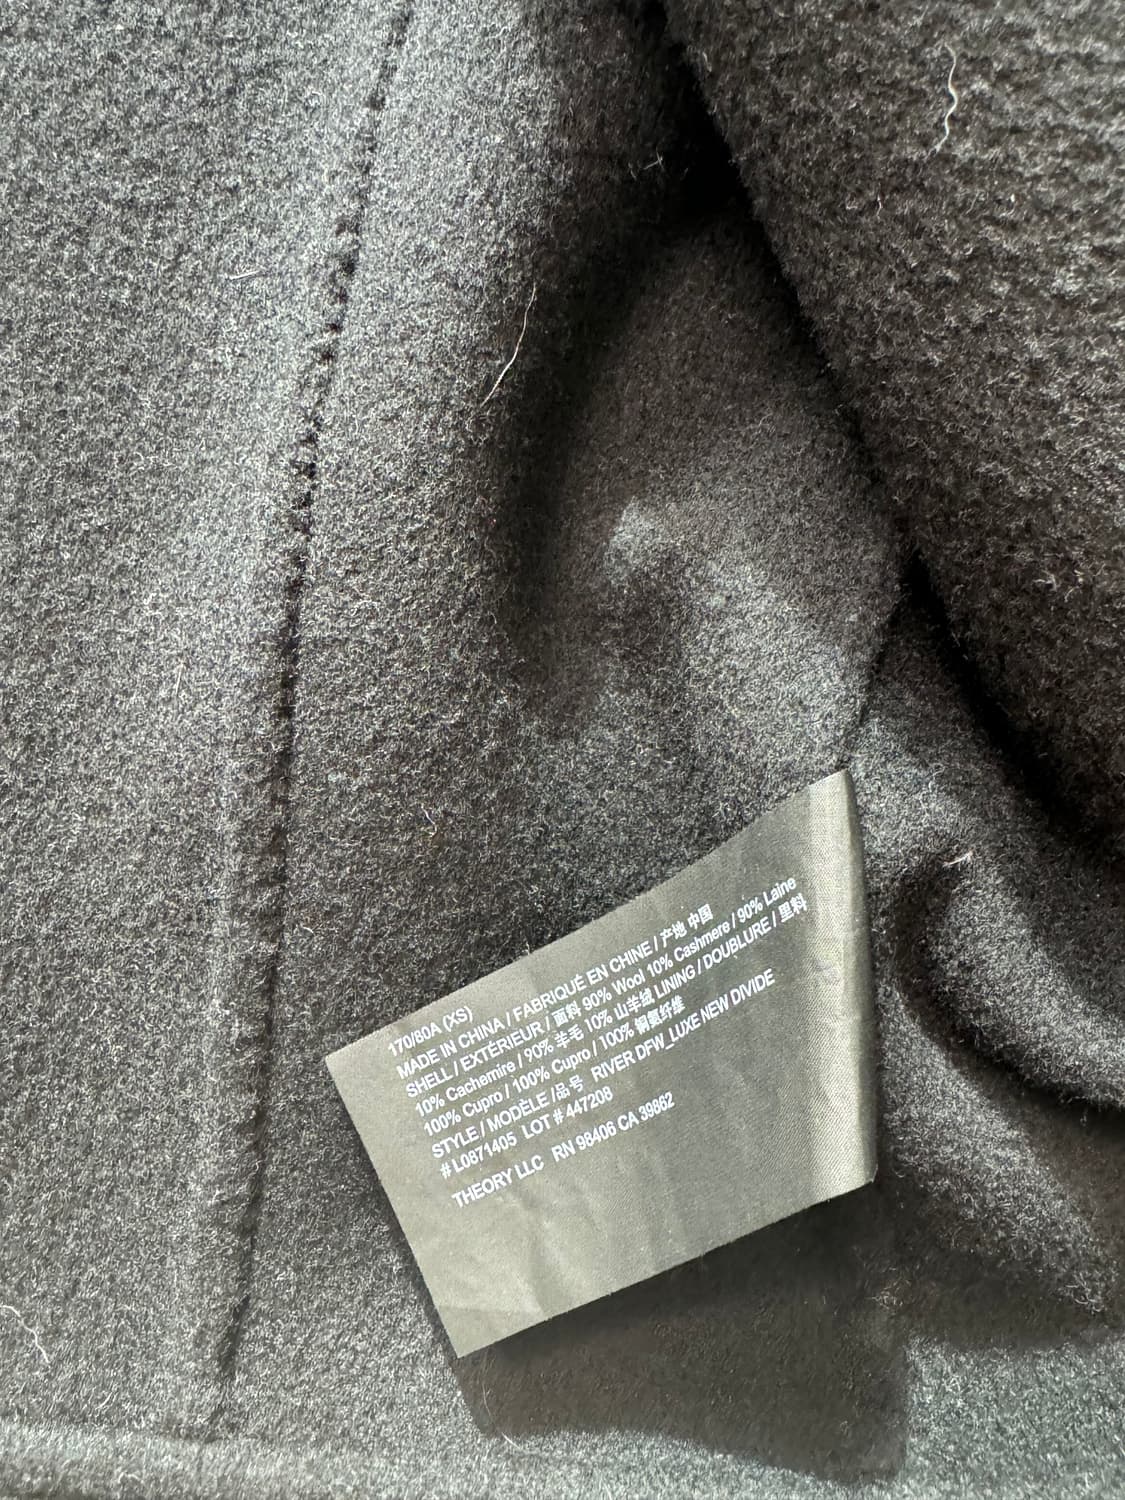 170/80A (XS)
MADE IN CHINA / FABRIQUÉ EN CHINE / 产地 中国
SHELL / EXTÉRIEUR / 面料 90% Wool 10% Cashmere / 90% Laine
10% Cachemire / 90% 羊毛 10% 山羊绒 LINING / DOUBLURE / 里料
100% Cupro / 100% Cupro / 100% 铜氨纤维
STYLE / MODÈLE /品号 RIVER DFW_LUXE NEW DIVIDE
# L0871405 LOT # 447208
THEORY LLC RN 98406 CA 39862